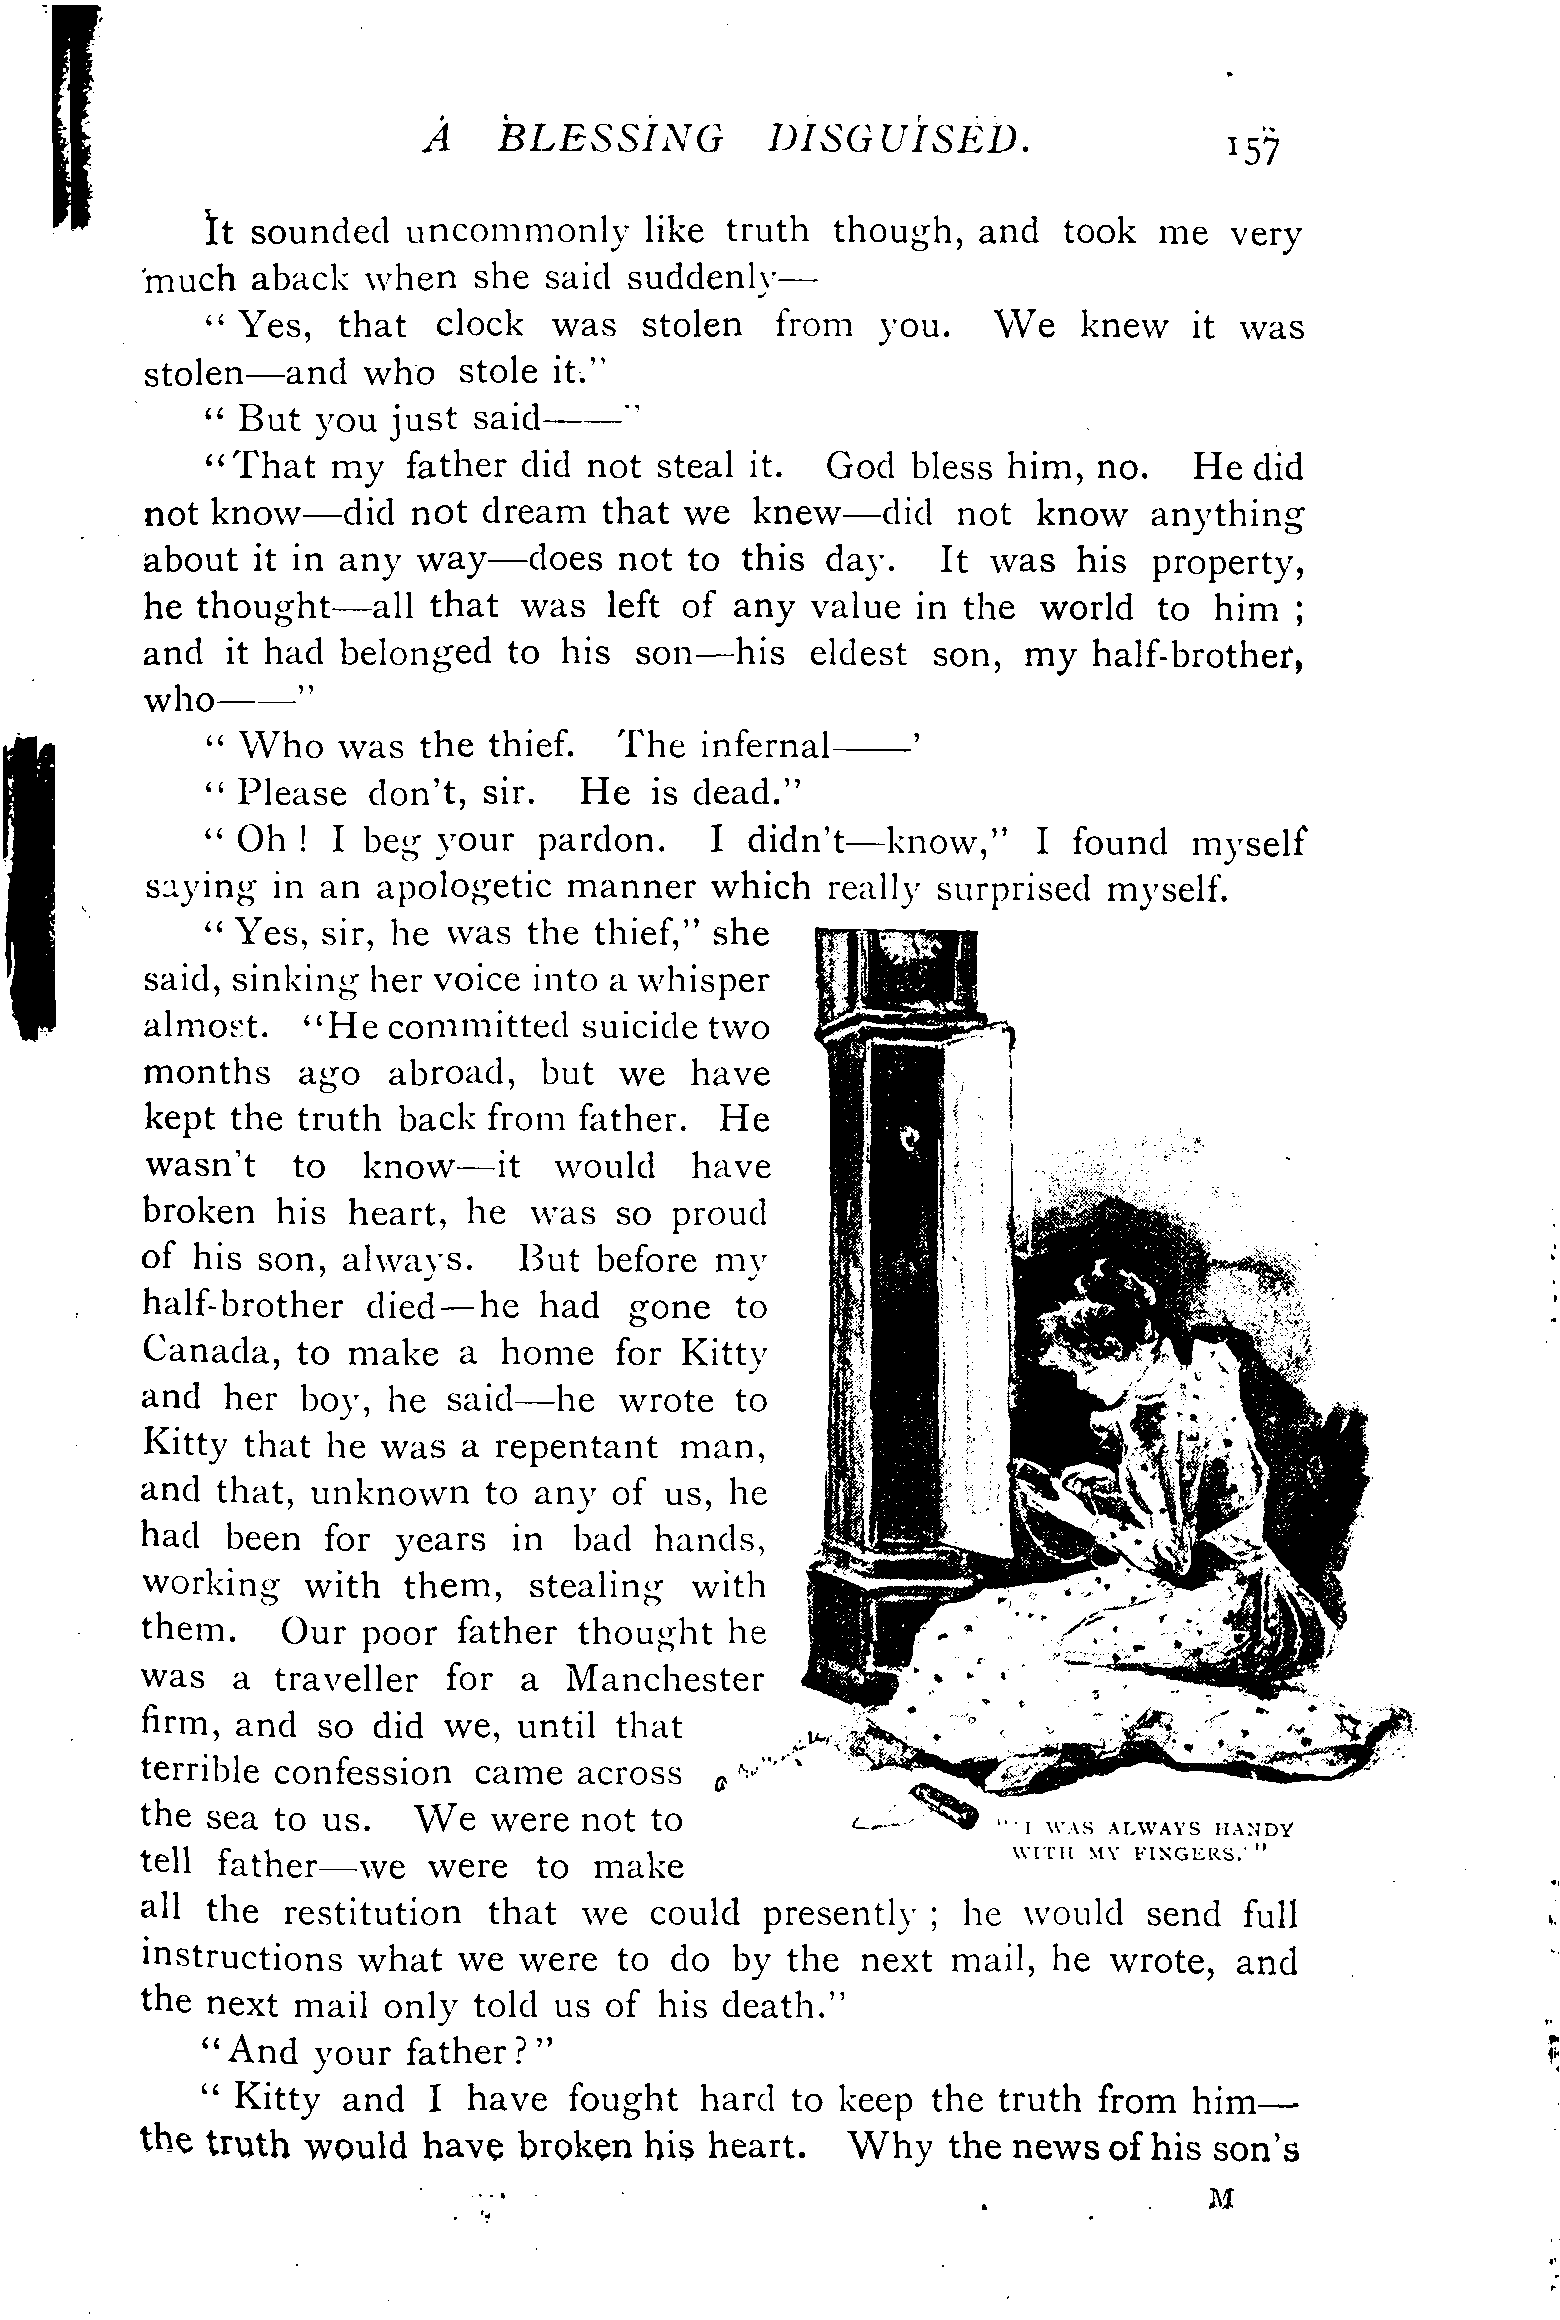 A BLESSING DISGUISED. 157
It sounded uncommonly like truth though, and took me very
much aback when she said suddenly—
“ Yes, that clock was stolen from you. We knew it was
stolen—and who stole it.”
“ But you just said——”
“That my father did not steal it. God bless him, no. He did
not know—did not dream that we knew—did not know anything
about it in any way—does not to this day. It was his property,
he thought—all that was left of any value in the world to him ;
and it had belonged to his son—his eldest son, my half-brother,
who——”
“ Who was the thief. The infernal——’
“ Please don’t, sir. He is dead.”
“ Oh ! I beg your pardon. I didn’t—know,” I found myself
saying in an apologetic manner which really surprised myself.
“ Yes, sir, he was the thief,” she
said, sinking her voice into a whisper
almost. “He committed suicide two
months ago abroad, but we have
kept the truth back from father. He
wasn’t to know—it would have
broken his heart, he was so proud
of his son, always. But before my
half-brother died—he had gone to
Canada, to make a home for Kitty
and her boy, he said—he wrote to
Kitty that he was a repentant man,
and that, unknown to any of us, he
had been for years in bad hands,
working with them, stealing with
them. Our poor father thought he
was a traveller for a Manchester
firm, and so did we, until that
terrible confession came across
the sea to us. We were not to
tell father—we were to make
“‘I WAS ALWAYS HANDY
WITH MY FINGERS.’”
all the restitution that we could presently ; he would send full
instructions what we were to do by the next mail, he wrote, and
the next mail only told us of his death.”
“And your father?”
“ Kitty and I have fought hard to keep the truth from him—
the truth would have broken his heart. Why the news of his son’s
M